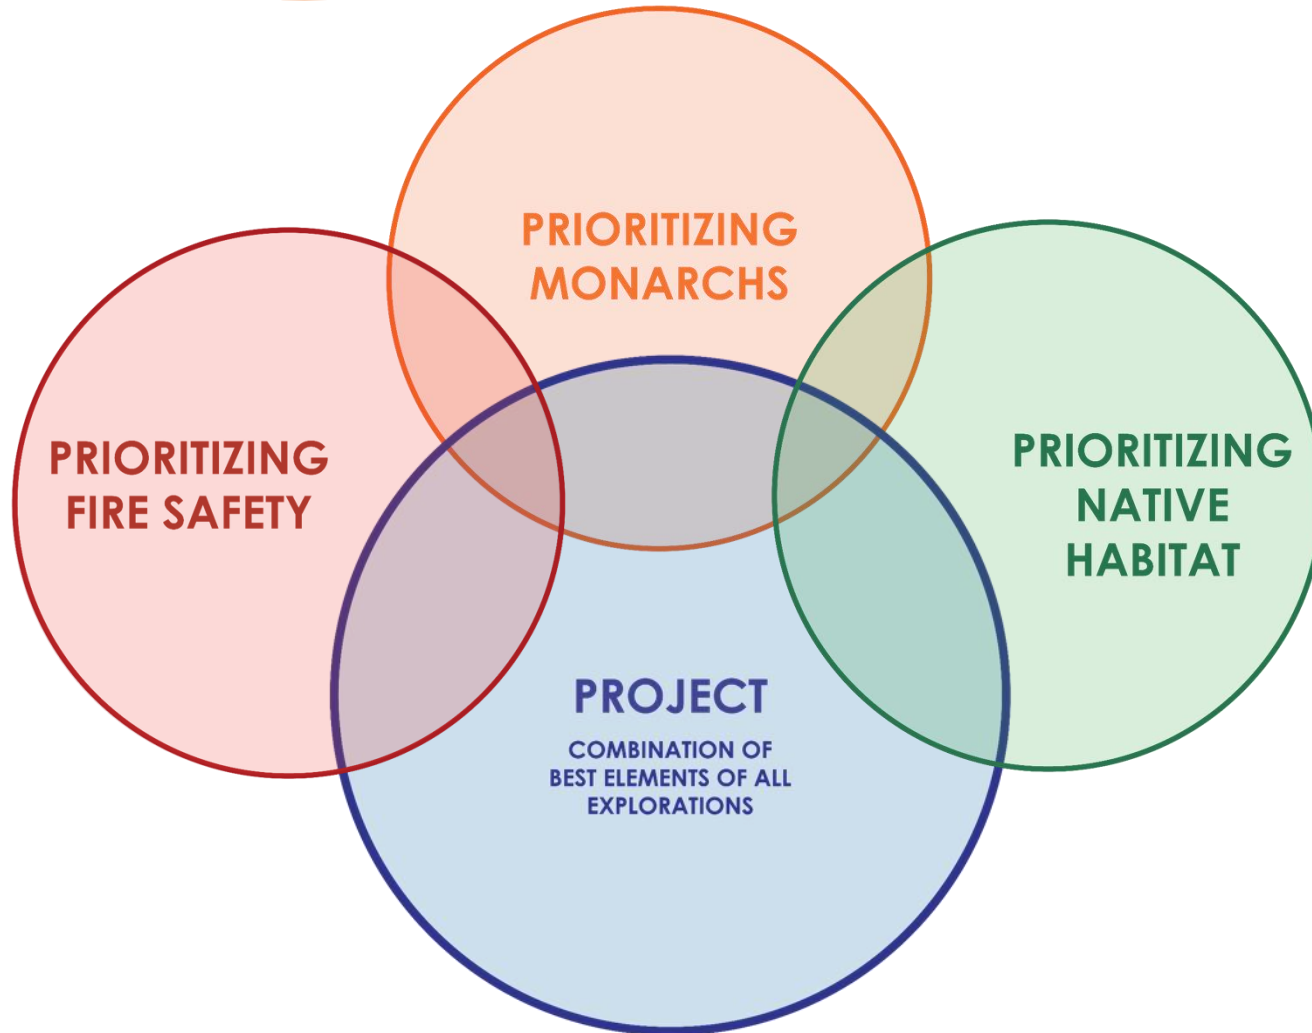 PRIORITIZING
MONARCHS
PRIORITIZING
FIRE SAFETY
PRIORITIZING
NATIVE
HABITAT
PROJECT
COMBINATION OF
BEST ELEMENTS OF ALL
EXPLORATIONS